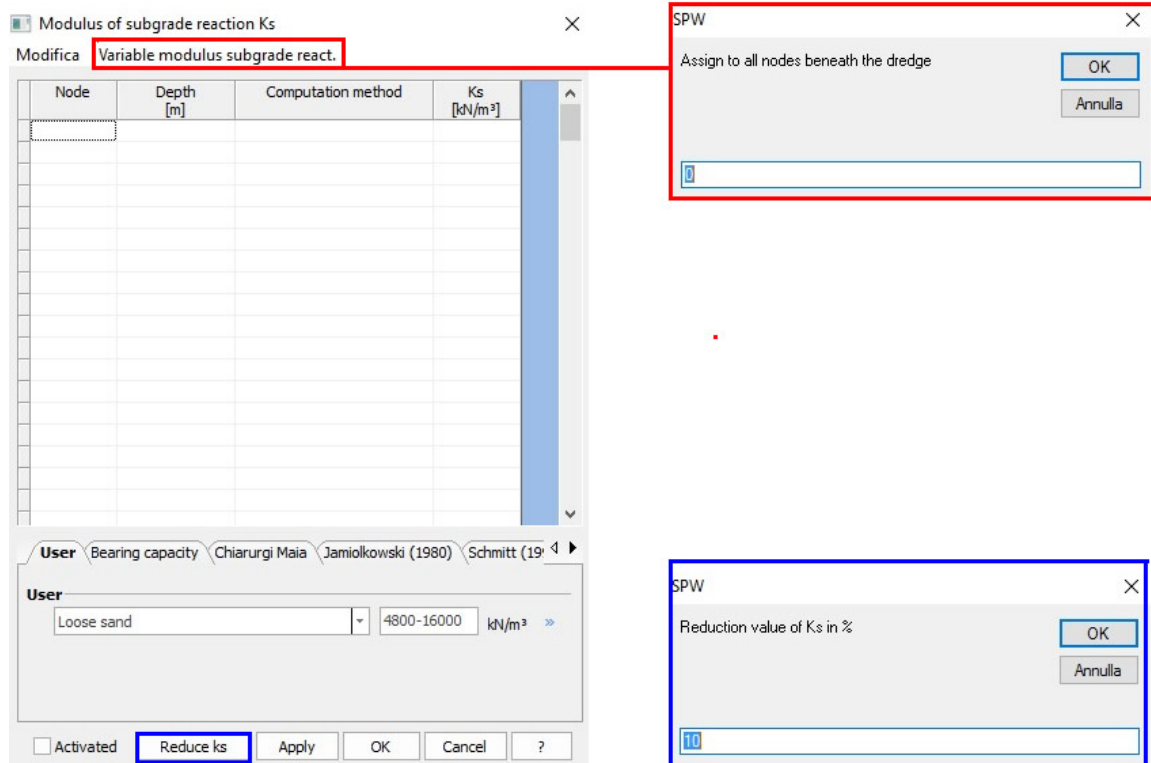 Modulus of subgrade reaction Ks
Modifica Variable modulus subgrade react.
Node Depth [m] Computation method Ks [kN/m³]
User Bearing capacity Chiarurgi Maia Jamiolkowski (1980) Schmitt (19
User
Loose sand 4800-16000 kN/m³ »
Activated Reduce ks Apply OK Cancel ?
SPW
Assign to all nodes beneath the dredge
OK
Annulla
0
SPW
Reduction value of Ks in %
OK
Annulla
10